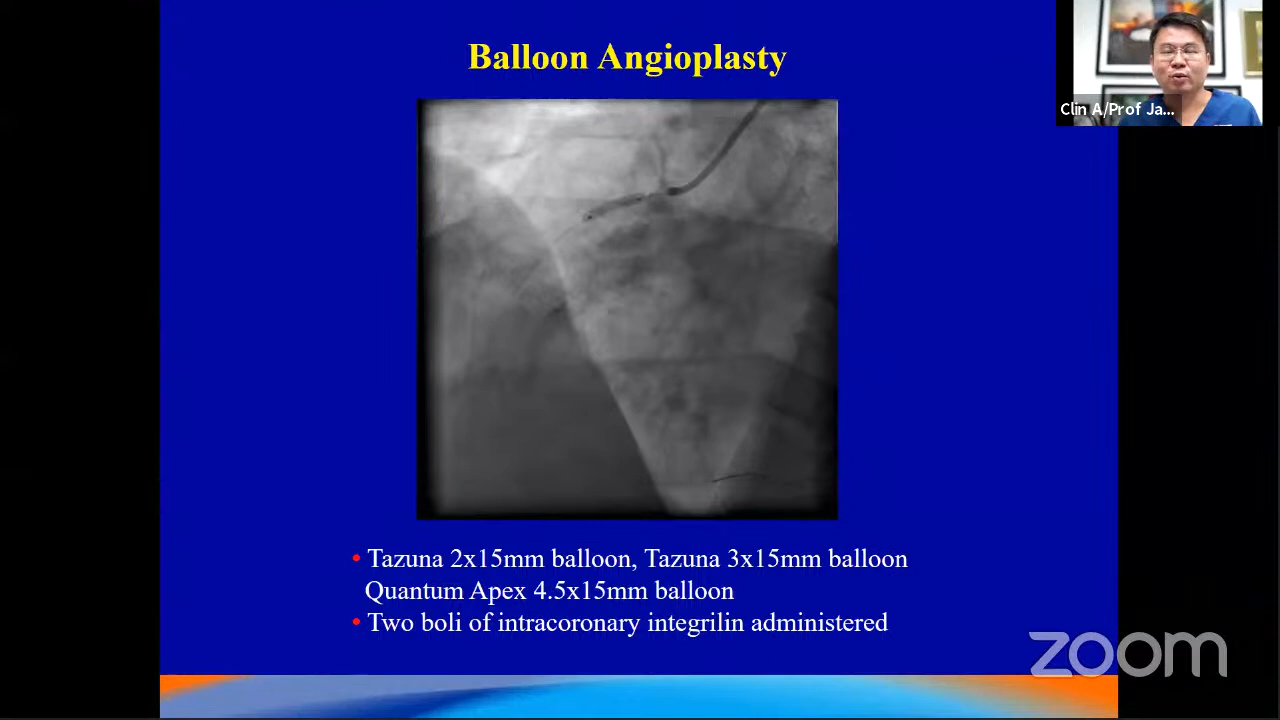 Balloon Angioplasty
Clin A/Prof Ja...
• Tazuna 2x15mm balloon, Tazuna 3x15mm balloon
Quantum Apex 4.5x15mm balloon
• Two boli of intracoronary integrilin administered
zoom